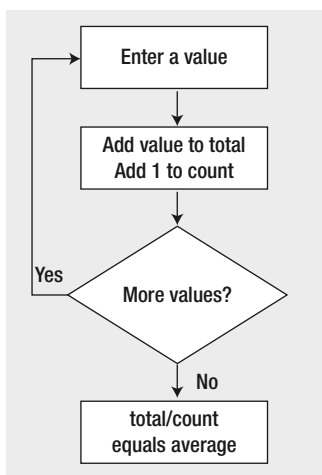 Enter a value
Add value to total
Add 1 to count
Yes
More values?
No
total/count
equals average